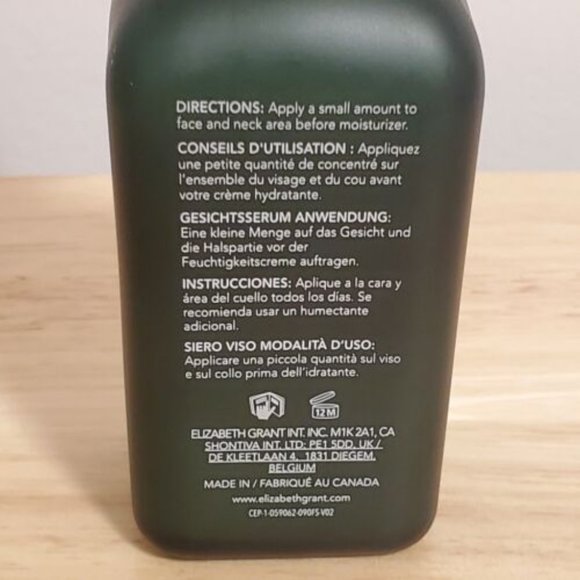 DIRECTIONS: Apply a small amount to
face and neck area before moisturizer.
CONSEILS D'UTILISATION : Appliquez
une petite quantité de concentré sur
l'ensemble du visage et du cou avant
votre crème hydratante.
GESICHTSSERUM ANWENDUNG:
Eine kleine Menge auf das Gesicht und
die Halspartie vor der
Feuchtigkeitscreme auftragen.
INSTRUCCIONES: Aplique a la cara y
área del cuello todos los días. Se
recomienda usar un humectante
adicional.
SIERO VISO MODALITÀ D'USO:
Applicare una piccola quantità sul viso
e sul collo prima dell'idratante.
12 M
ELIZABETH GRANT INT. INC. M1K 2A1, CA
SHONTIVA INT. LTD: PE1 5DD, UK /
DE KLEETLAAN 4, 1831 DIEGEM,
BELGIUM
MADE IN / FABRIQUÉ AU CANADA
www.elizabethgrant.com
CEP-1-059062-090FS-V02